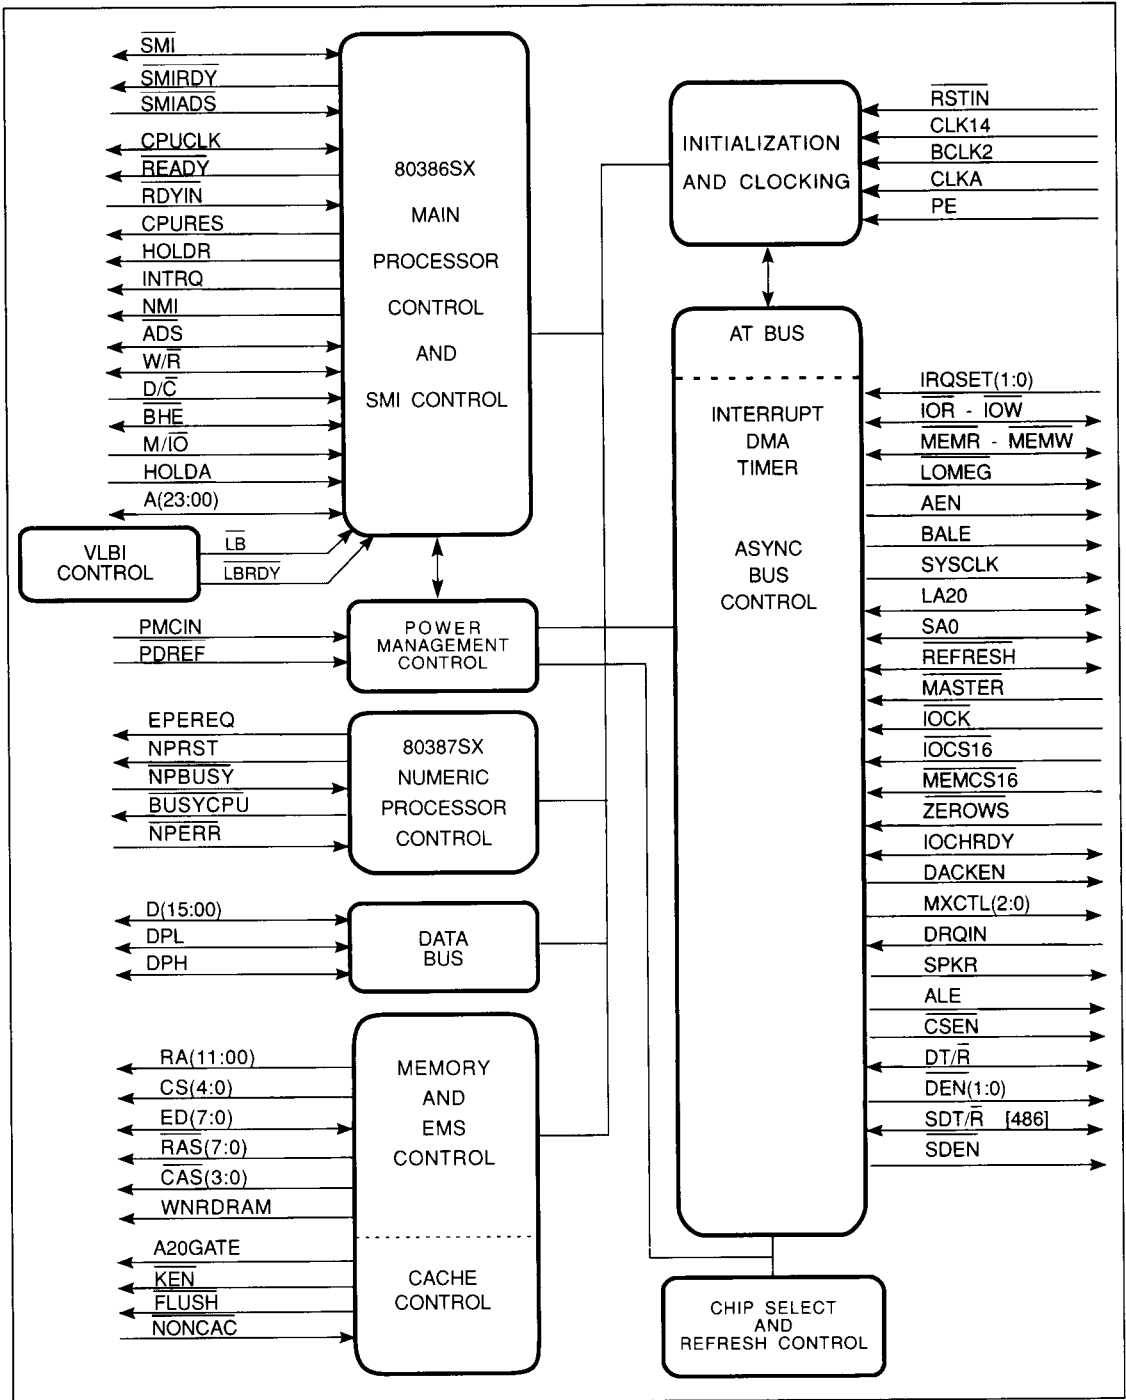 SMI
SMIRDY
SMIADS
CPUCLK
READY
RDYIN
CPURES
HOLDR
INTRQ
NMI
ADS
W/R
D/C
BHE
M/IO
HOLDA
A(23:00)
80386SX
MAIN
PROCESSOR
CONTROL
AND
SMI CONTROL
VLBI
CONTROL
LB
LBRDY
PMCIN
PDREF
POWER
MANAGEMENT
CONTROL
EPEREQ
NPRST
NPBUSY
BUSYCPU
NPERR
80387SX
NUMERIC
PROCESSOR
CONTROL
D(15:00)
DPL
DPH
DATA
BUS
RA(11:00)
CS(4:0)
ED(7:0)
RAS(7:0)
CAS(3:0)
WNRDRAM
A20GATE
KEN
FLUSH
NONCAC
MEMORY
AND
EMS
CONTROL
CACHE
CONTROL
INITIALIZATION
AND CLOCKING
RSTIN
CLK14
BCLK2
CLKA
PE
AT BUS
INTERRUPT
DMA
TIMER
ASYNC
BUS
CONTROL
IRQSET(1:0)
IOR - IOW
MEMR - MEMW
LOMEG
AEN
BALE
SYSCLK
LA20
SA0
REFRESH
MASTER
IOCK
IOCS16
MEMCS16
ZEROWS
IOCHRDY
DACKEN
MXCTL(2:0)
DRQIN
SPKR
ALE
CSEN
DT/R
DEN(1:0)
SDT/R [486]
SDEN
CHIP SELECT
AND
REFRESH CONTROL